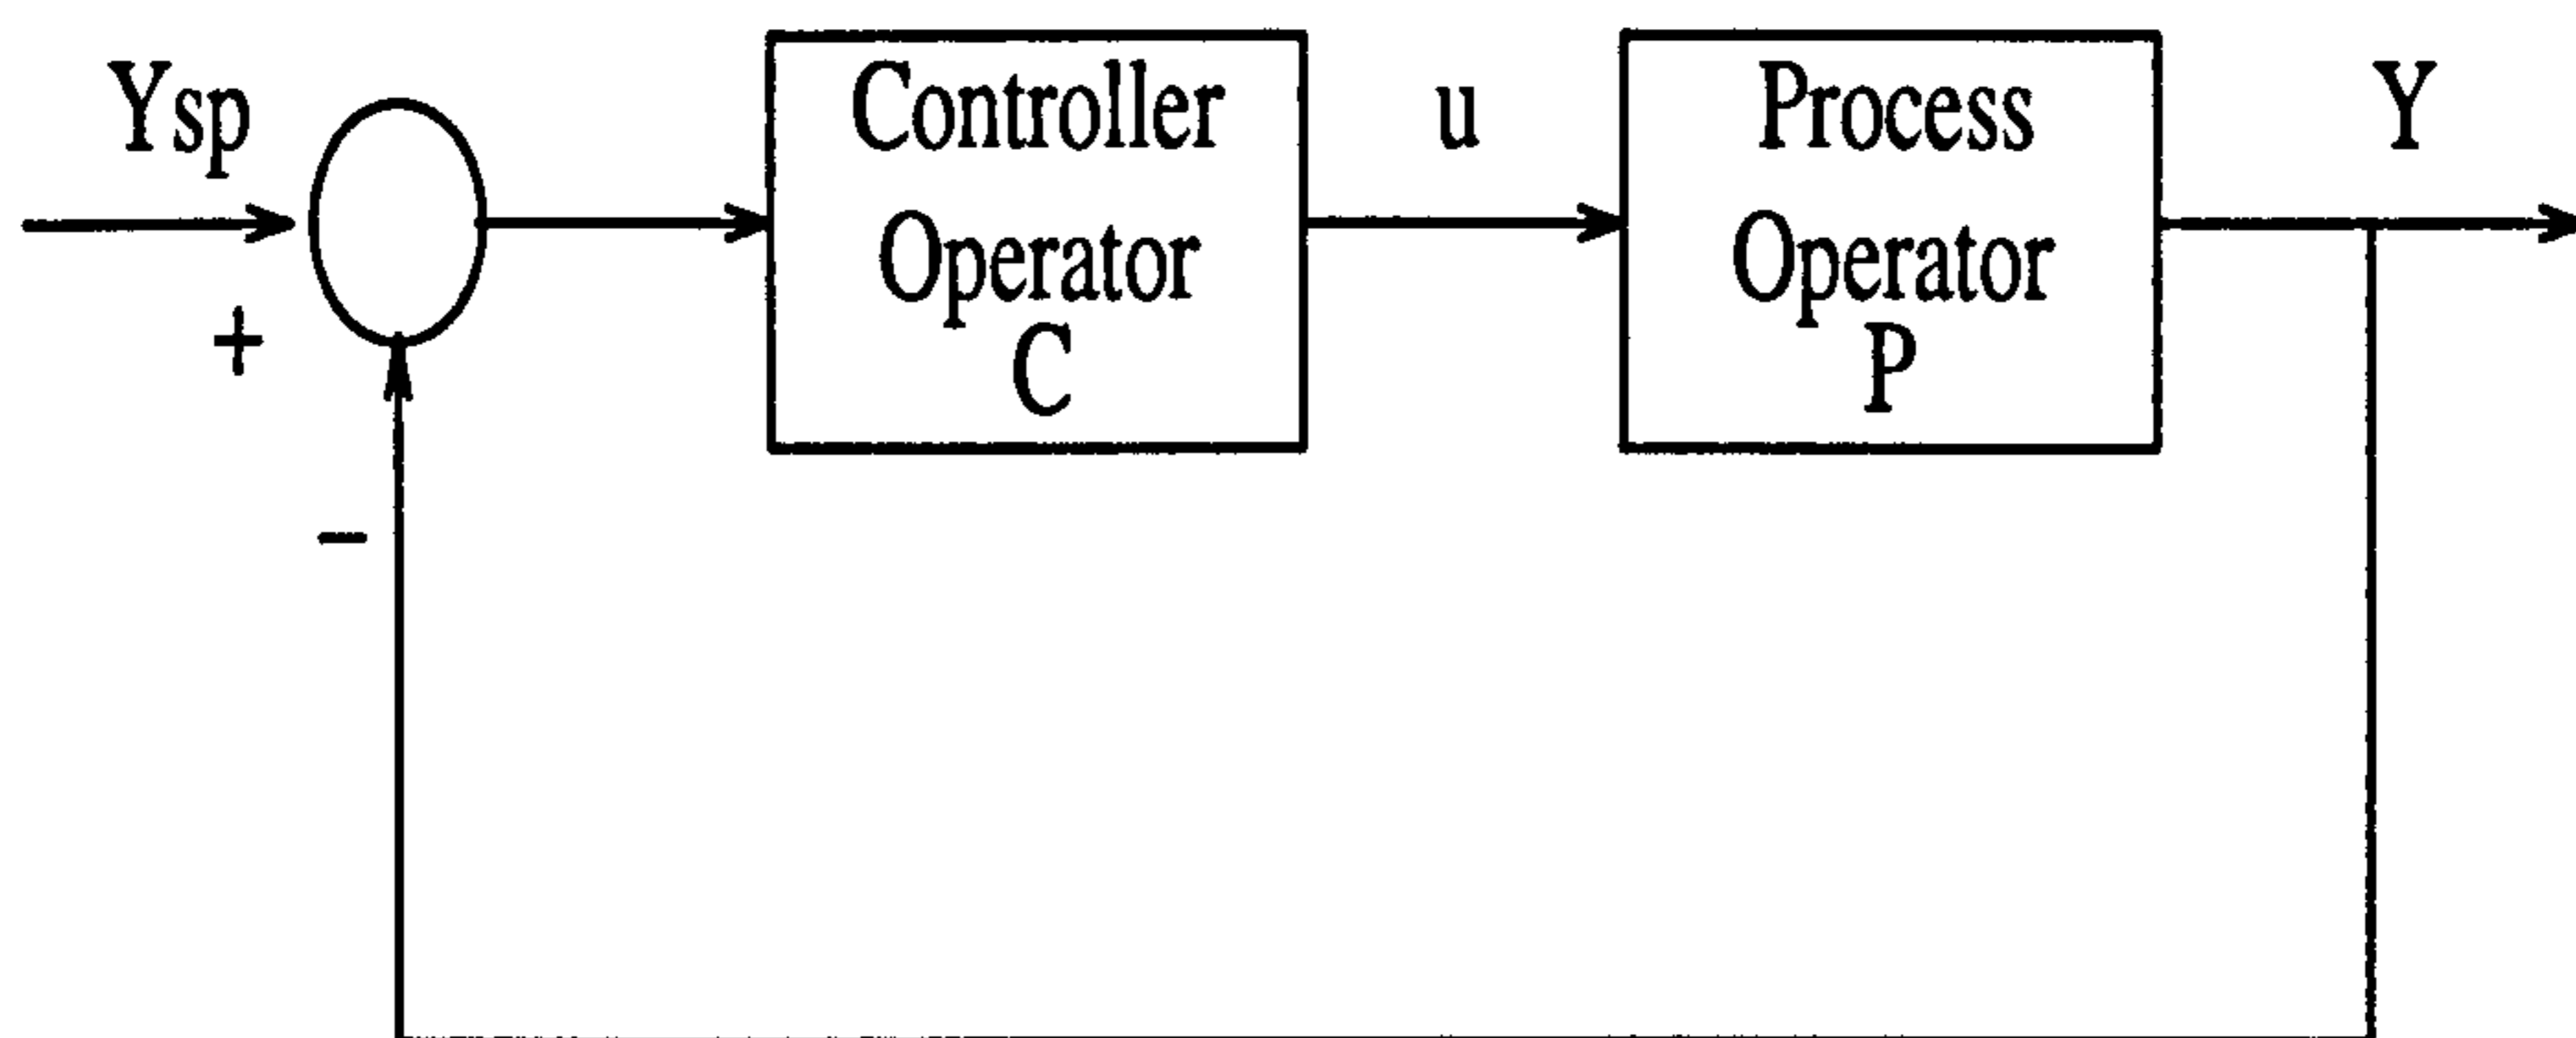 Ysp
+
−
Controller
Operator
C
u
Process
Operator
P
Y